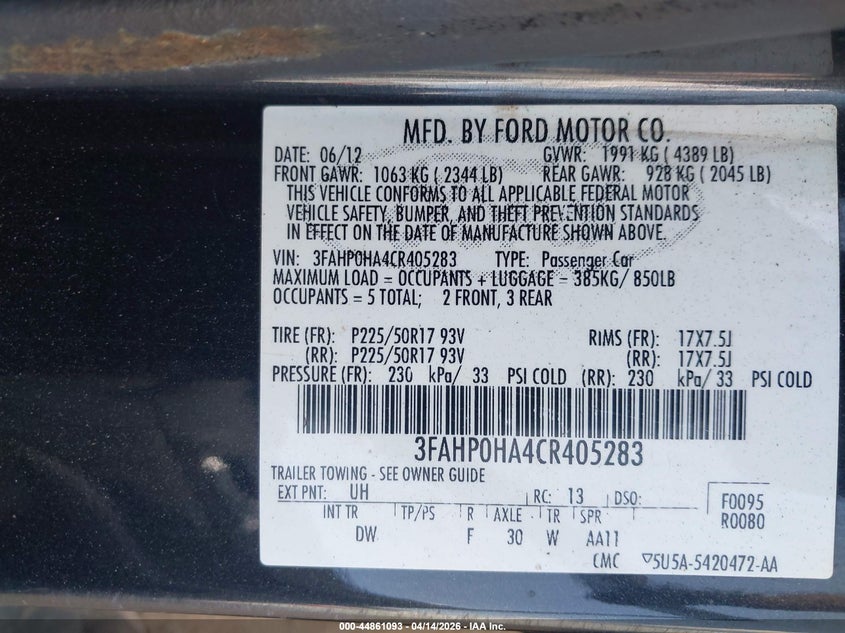 MFD. BY FORD MOTOR CO.
DATE: 06/12 GVWR: 1991 KG ( 4389 LB)
FRONT GAWR: 1063 KG ( 2344 LB) REAR GAWR: 928 KG ( 2045 LB)
THIS VEHICLE CONFORMS TO ALL APPLICABLE FEDERAL MOTOR
VEHICLE SAFETY, BUMPER, AND THEFT PREVENTION STANDARDS
IN EFFECT ON THE DATE OF MANUFACTURE SHOWN ABOVE.
VIN: 3FAHP0HA4CR405283 TYPE: Passenger Car
MAXIMUM LOAD = OCCUPANTS + LUGGAGE = 385KG/ 850LB
OCCUPANTS = 5 TOTAL; 2 FRONT, 3 REAR
TIRE (FR): P225/50R17 93V RIMS (FR): 17X7.5J
(RR): P225/50R17 93V (RR): 17X7.5J
PRESSURE (FR): 230 kPa/ 33 PSI COLD (RR): 230 kPa/ 33 PSI COLD
3FAHP0HA4CR405283
TRAILER TOWING - SEE OWNER GUIDE
EXT PNT: UH RC: 13 DSO: F0095
INT TR TP/PS R AXLE TR SPR R0080
DW F 30 W AA11
CMC ▽5U5A-5420472-AA
000-44861093 - 04/14/2026 - IAA Inc.